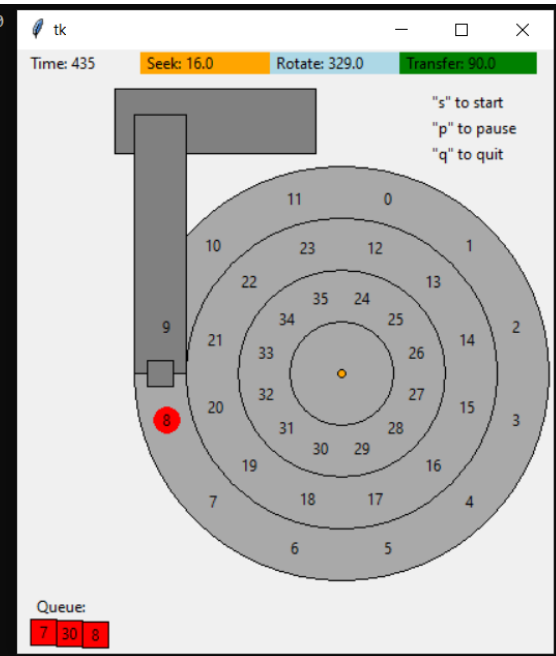 tk
Time: 435 Seek: 16.0 Rotate: 329.0 Transfer: 90.0
"s" to start
"p" to pause
"q" to quit
11 0
10 1
23 12
22 13
35 24
34 25
9 2
21 14
33 26
32 27
20 15
8 3
31 28
30 29
19 16
18 17
7 4
6 5
Queue:
7 30 8